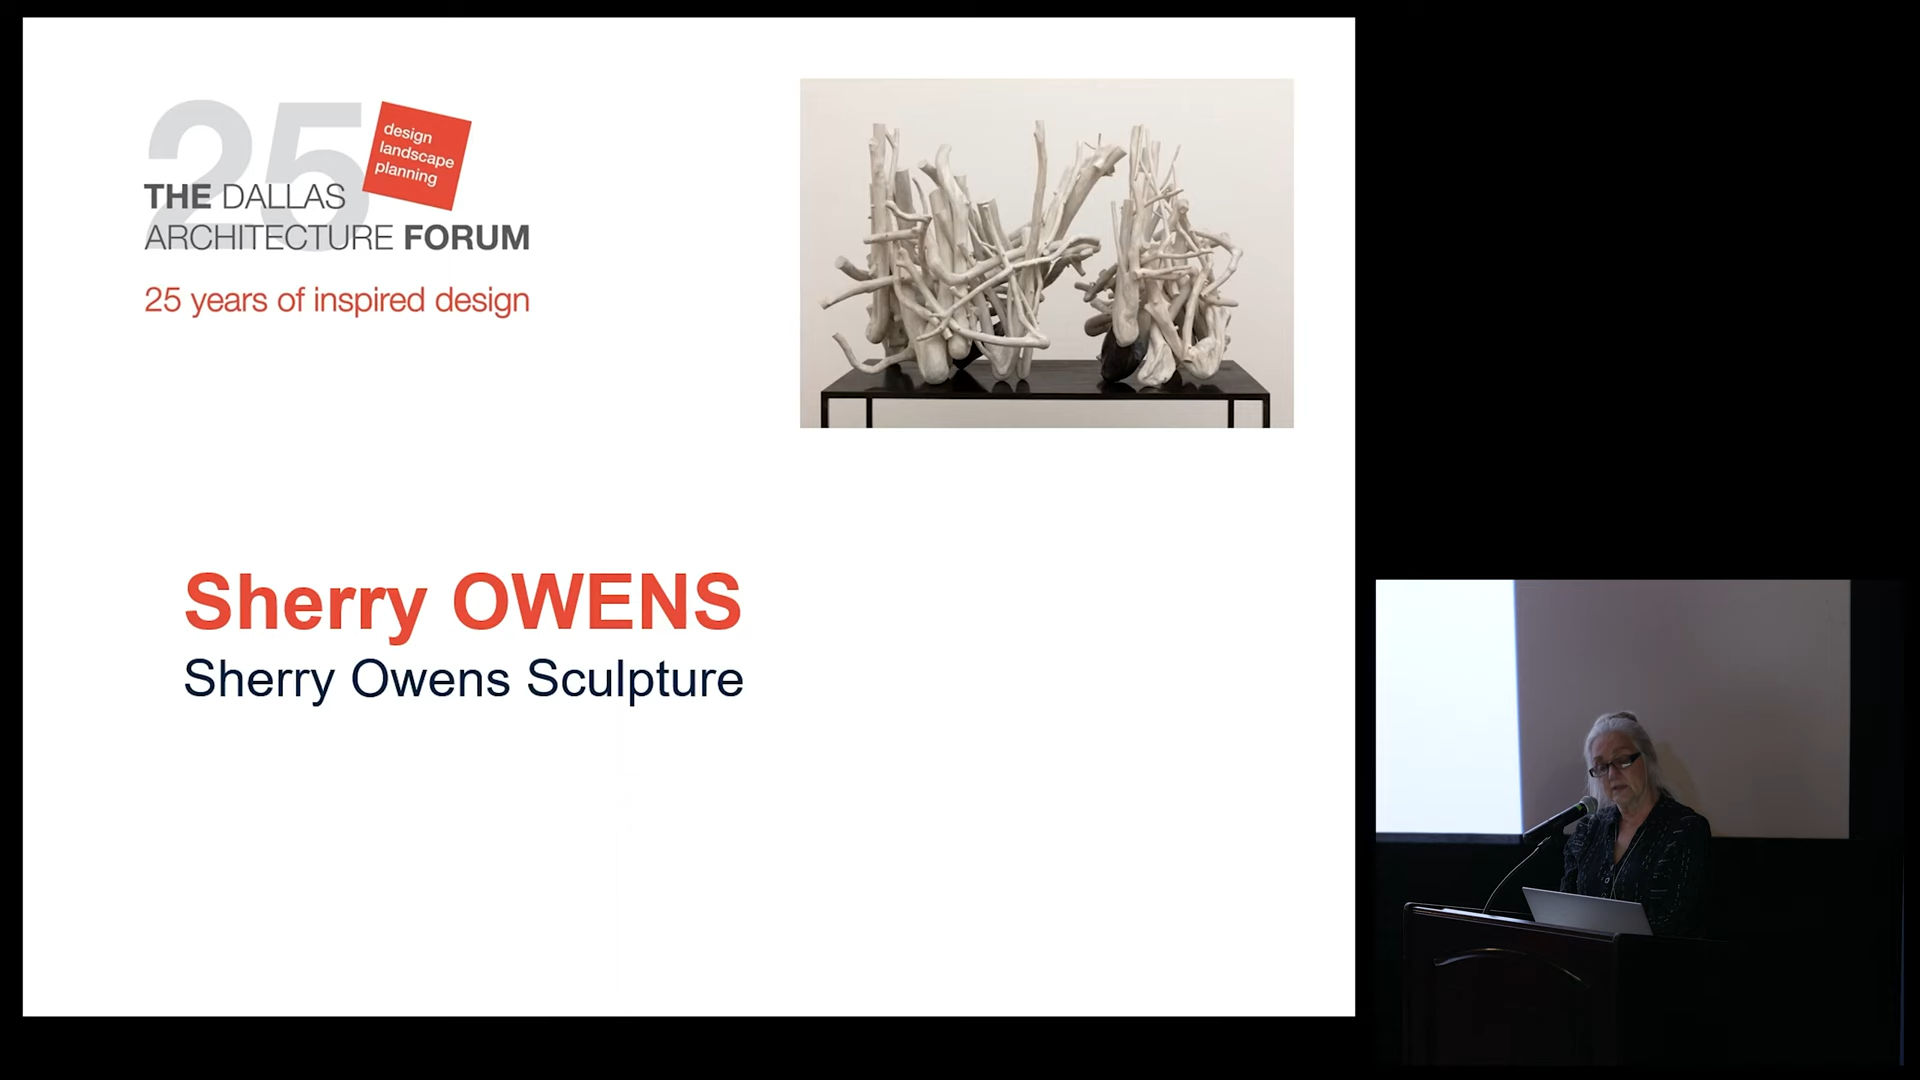 25
design
landscape
planning
THE DALLAS
ARCHITECTURE FORUM
25 years of inspired design
Sherry OWENS
Sherry Owens Sculpture